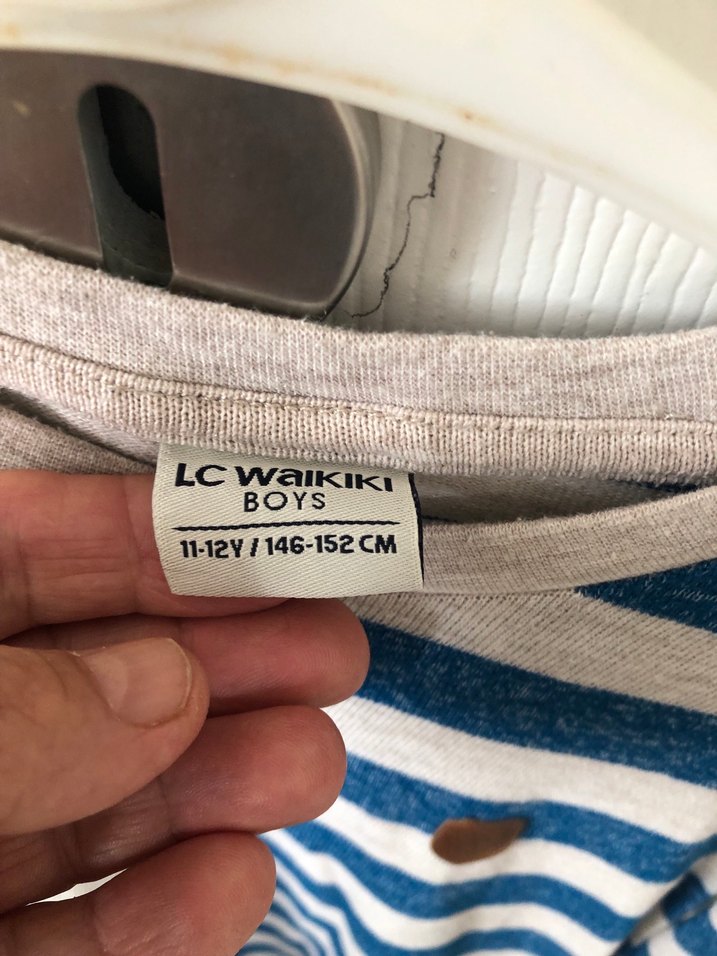 LC WAIKIKI
BOYS
11-12Y / 146-152 CM